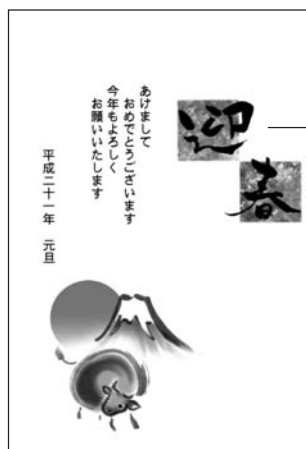 迎春
あけまして
おめでとうございます
今年もよろしく
お願いいたします
平成二十一年 元旦